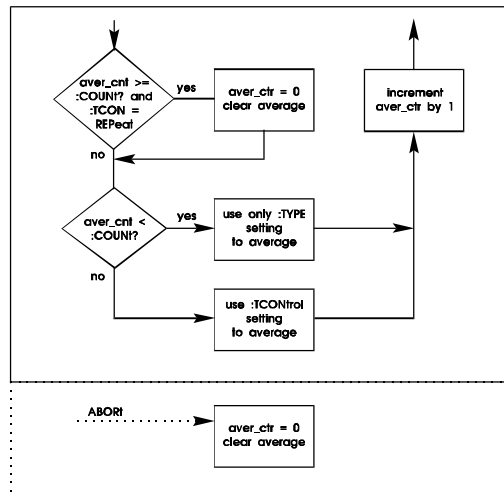 aver_cnt >=
:COUNt? and
:TCON =
REPeat
yes
aver_ctr = 0
clear average
increment
aver_ctr by 1
no
aver_cnt <
:COUNt?
yes
use only :TYPE
setting
to average
no
use :TCONtrol
setting
to average
ABORt
aver_ctr = 0
clear average